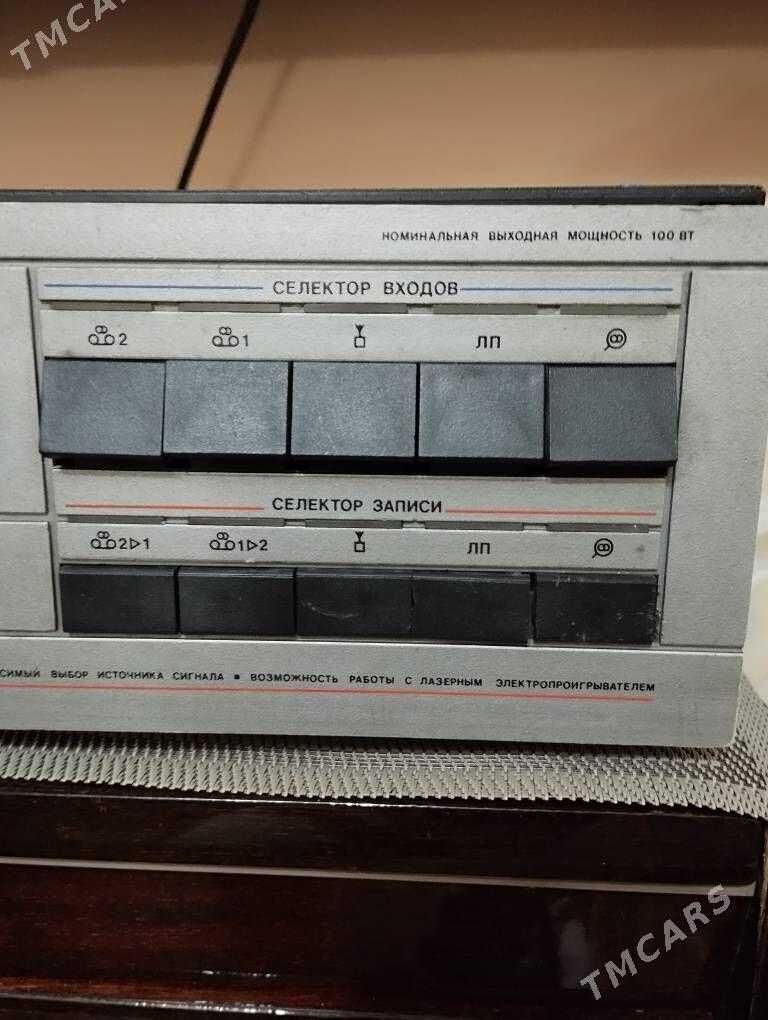 TMCARS
НОМИНАЛЬНАЯ ВЫХОДНАЯ МОЩНОСТЬ 100 ВТ
СЕЛЕКТОР ВХОДОВ
2 1 ЛП
СЕЛЕКТОР ЗАПИСИ
2▷1 1▷2 ЛП
СИМЫЙ ВЫБОР ИСТОЧНИКА СИГНАЛА ■ ВОЗМОЖНОСТЬ РАБОТЫ С ЛАЗЕРНЫМ ЭЛЕКТРОПРОИГРЫВАТЕЛЕМ
TMCARS